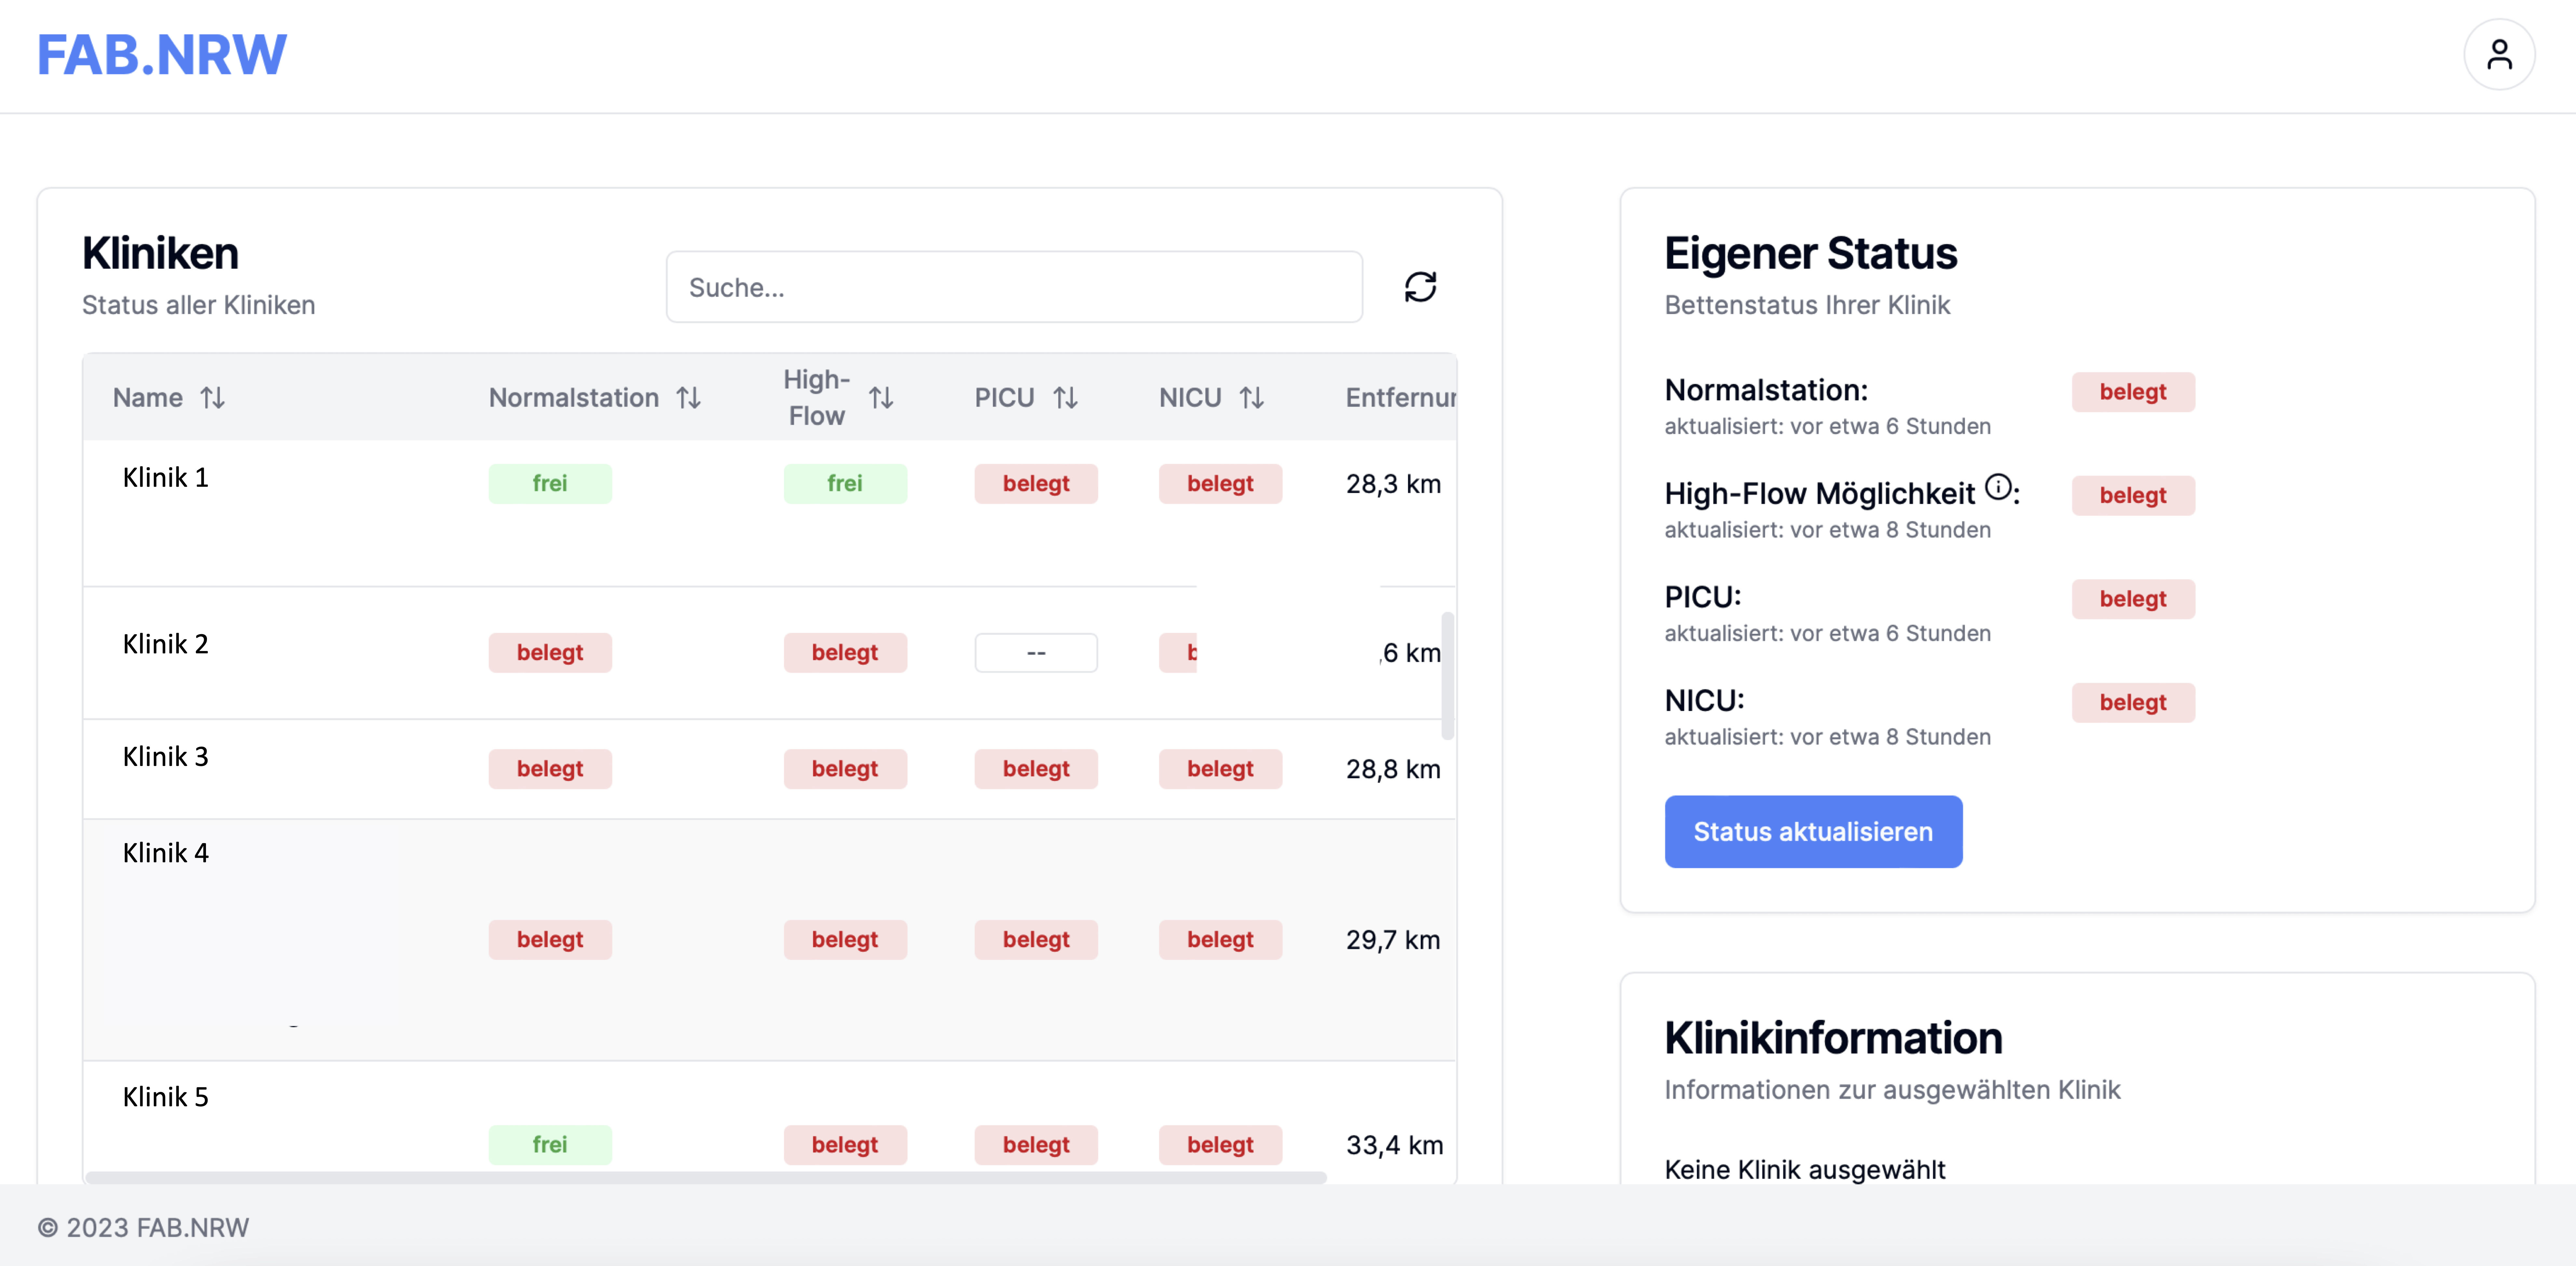 FAB.NRW
Kliniken
Status aller Kliniken
Suche...
Name Normalstation High-Flow PICU NICU Entfernur
Klinik 1 frei frei belegt belegt 28,3 km
Klinik 2 belegt belegt -- b ,6 km
Klinik 3 belegt belegt belegt belegt 28,8 km
Klinik 4 belegt belegt belegt belegt 29,7 km
Klinik 5 frei belegt belegt belegt 33,4 km
Eigener Status
Bettenstatus Ihrer Klinik
Normalstation: belegt
aktualisiert: vor etwa 6 Stunden
High-Flow Möglichkeit ⓘ: belegt
aktualisiert: vor etwa 8 Stunden
PICU: belegt
aktualisiert: vor etwa 6 Stunden
NICU: belegt
aktualisiert: vor etwa 8 Stunden
Status aktualisieren
Klinikinformation
Informationen zur ausgewählten Klinik
Keine Klinik ausgewählt
© 2023 FAB.NRW